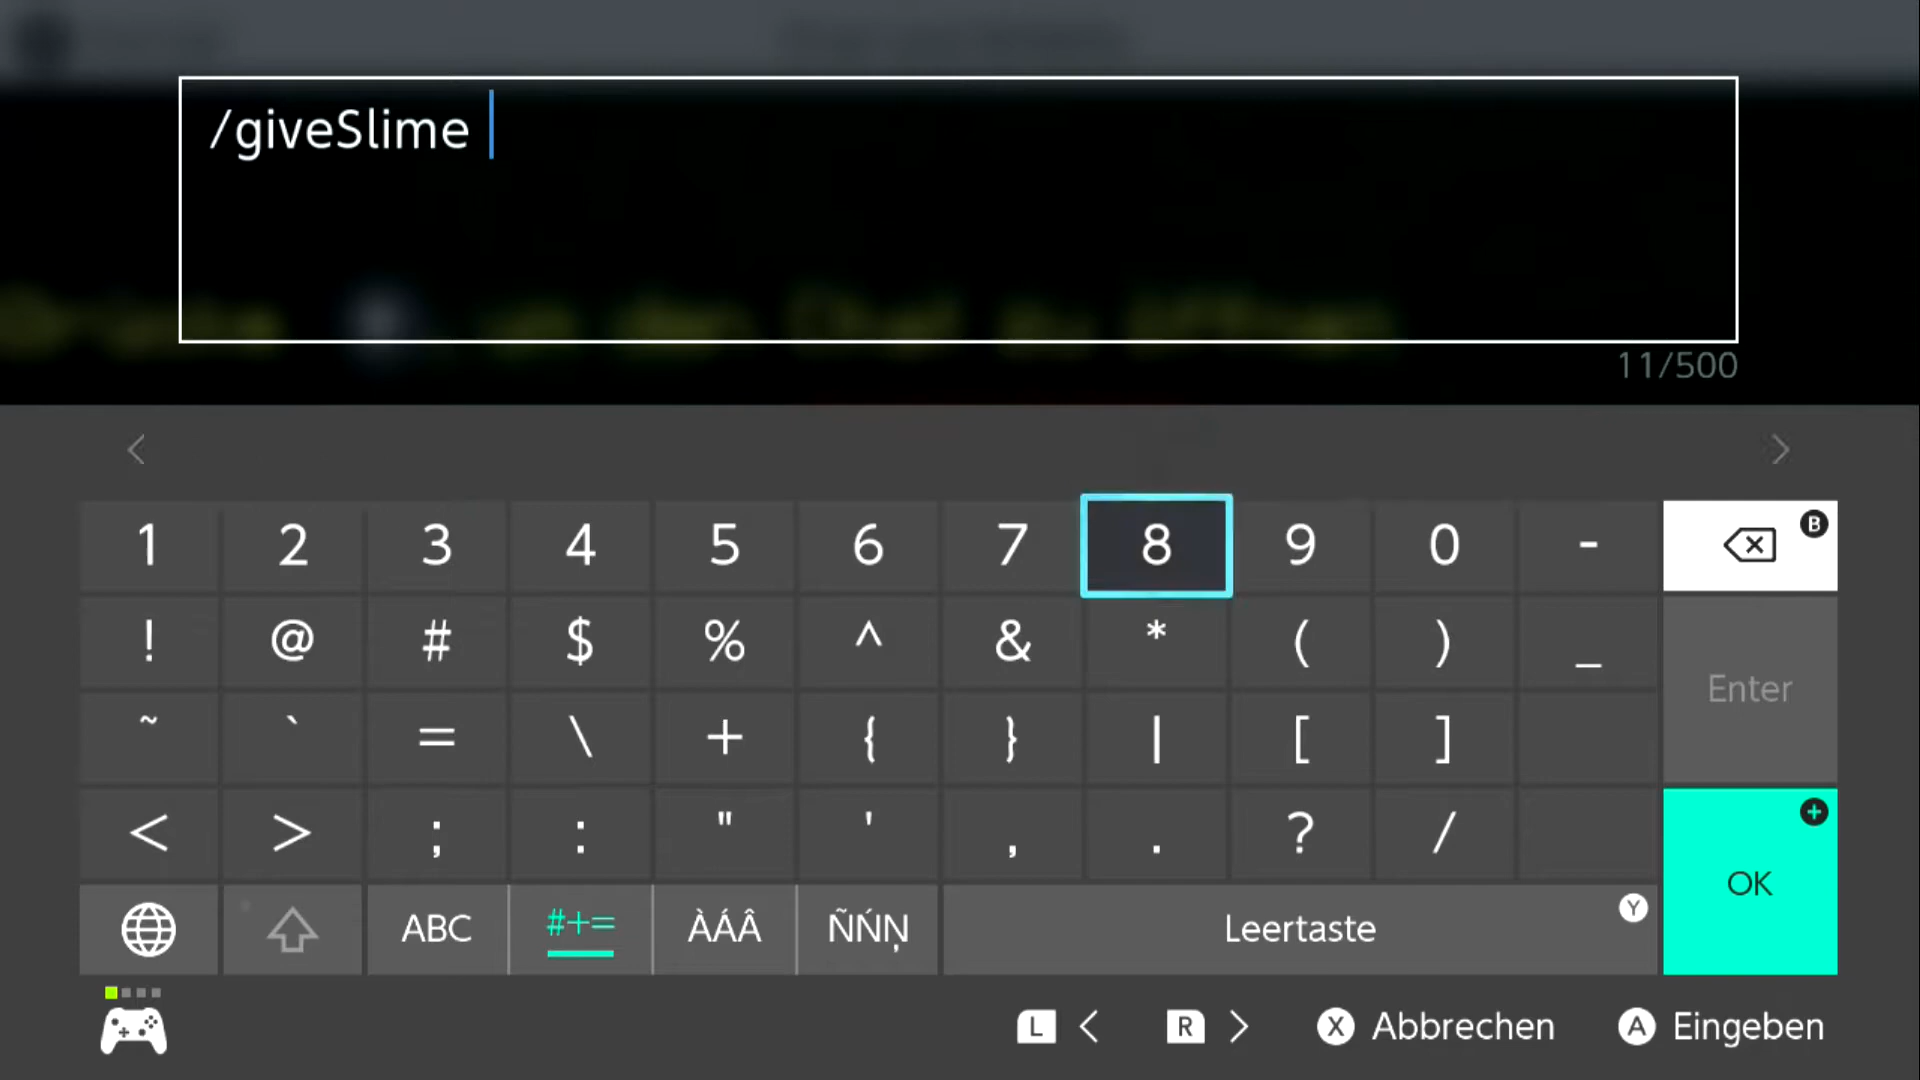 /giveSlime
11/500
1 2 3 4 5 6 7 8 9 0 - B
! @ # $ % ^ & * ( ) _
Enter
~ ` = \ + { } | [ ]
< > ; : " ' , . ? / +
OK
ABC #+= ÀÁÂ ÑŃŅ Leertaste Y
L < R > X Abbrechen A Eingeben